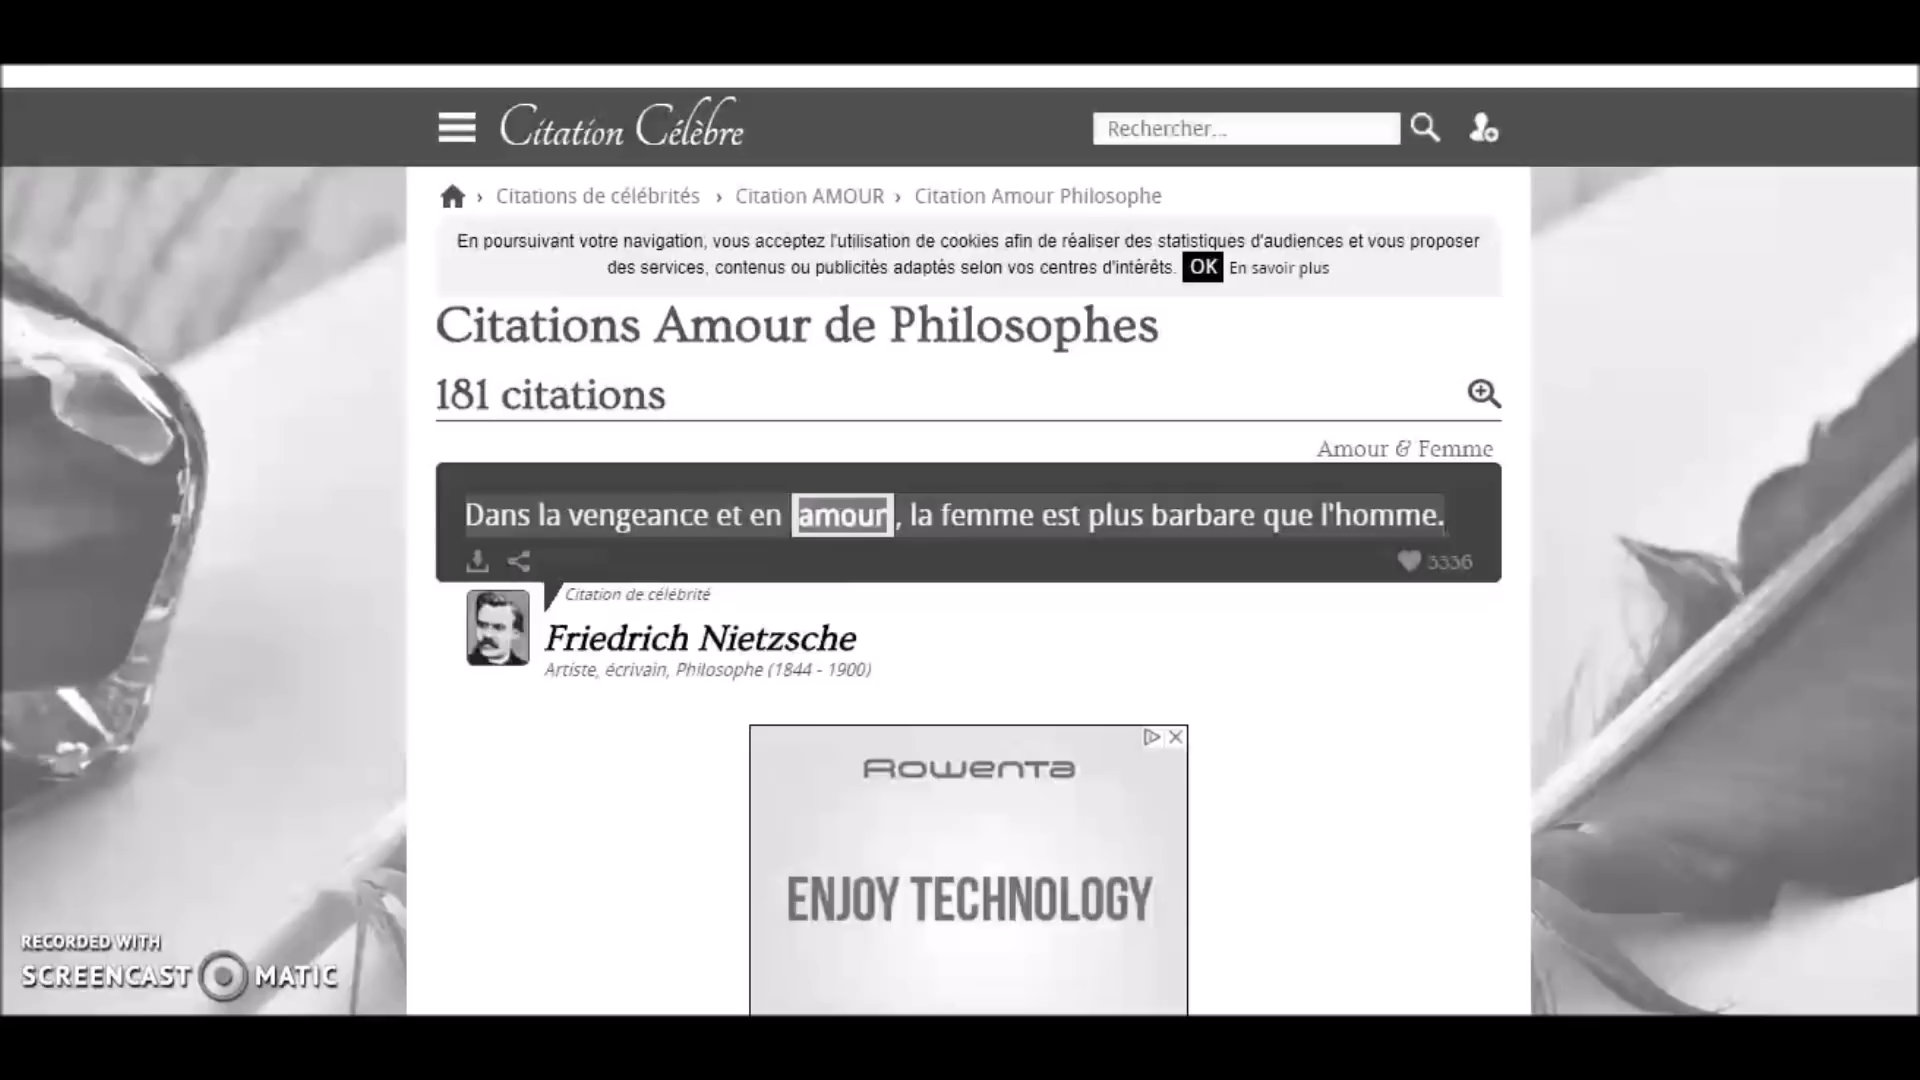 Citation Célèbre
Rechercher...
› Citations de célébrités › Citation AMOUR › Citation Amour Philosophe
En poursuivant votre navigation, vous acceptez l'utilisation de cookies afin de réaliser des statistiques d'audiences et vous proposer
des services, contenus ou publicités adaptés selon vos centres d'intérêts. OK En savoir plus
Citations Amour de Philosophes
181 citations
Amour & Femme
Dans la vengeance et en amour, la femme est plus barbare que l'homme.
3336
Citation de célébrité
Friedrich Nietzsche
Artiste, écrivain, Philosophe (1844 - 1900)
Rowenta
ENJOY TECHNOLOGY
RECORDED WITH
SCREENCAST MATIC